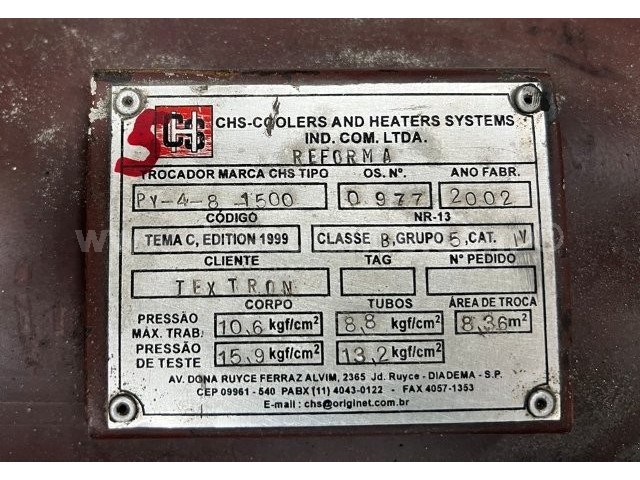 5 CHS
CHS-COOLERS AND HEATERS SYSTEMS
IND. COM. LTDA.
REFORMA
TROCADOR MARCA CHS TIPO OS. Nº. ANO FABR.
PY-4-8 1500 0977 2002
CÓDIGO NR-13
TEMA C, EDITION 1999 CLASSE B, GRUPO 5, CAT. IV
CLIENTE TAG Nº PEDIDO
TEXTRON
CORPO TUBOS ÁREA DE TROCA
PRESSÃO MÁX. TRAB. 10,6 kgf/cm² 8,8 kgf/cm² 8,36 m²
PRESSÃO DE TESTE 15,9 kgf/cm² 13,2 kgf/cm²
AV. DONA RUYCE FERRAZ ALVIM, 2365 Jd. Ruyce - DIADEMA - S.P.
CEP 09961 - 540 PABX (11) 4043-0122 - FAX 4057-1353
E-mail : chs@originet.com.br